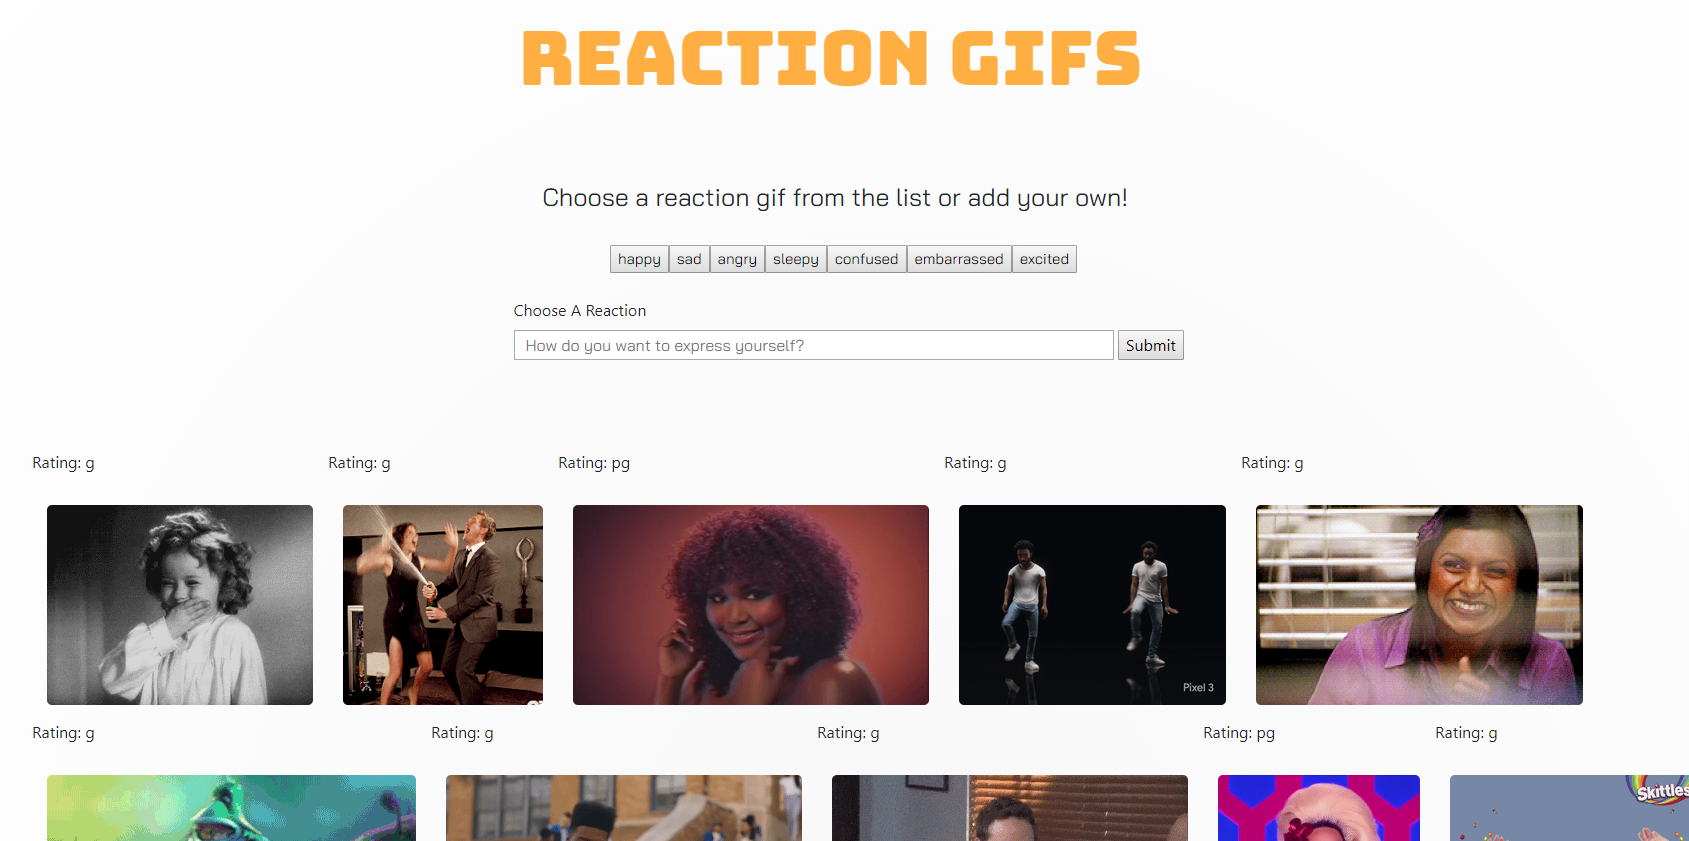 REACTION GIFS
Choose a reaction gif from the list or add your own!
happy sad angry sleepy confused embarrassed excited
Choose A Reaction
How do you want to express yourself? Submit
Rating: g Rating: g Rating: pg Rating: g Rating: g
Pixel 3
Rating: g Rating: g Rating: g Rating: pg Rating: g
Skittles